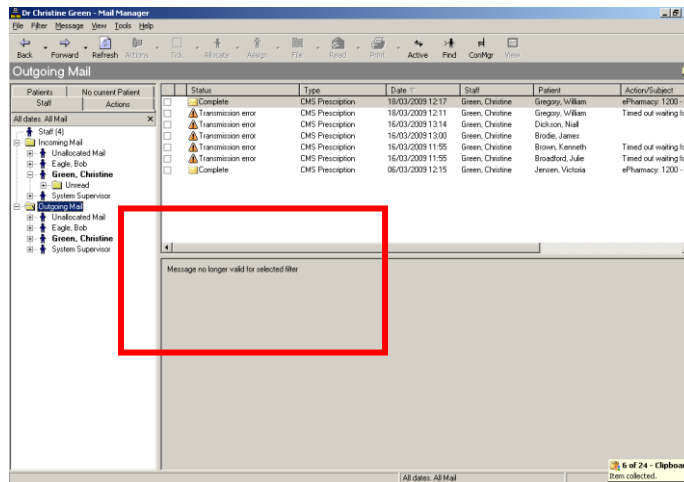 Dr Christine Green - Mail Manager
File Filter Message View Tools Help
Back Forward Refresh Actions Tick Allocate Assign File Read Print Active Find ConMgr View
Outgoing Mail
Patients No current Patient
Staff Actions
All dates. All Mail
Staff (4)
Incoming Mail
Unallocated Mail
Eagle, Bob
Green, Christine
Unread
System Supervisor
Outgoing Mail
Unallocated Mail
Eagle, Bob
Green, Christine
System Supervisor
Status Type Date Staff Patient Action/Subject
Complete CMS Prescription 18/03/2009 12:17 Green, Christine Gregory, William ePharmacy: 1200 -
Transmission error CMS Prescription 18/03/2009 12:11 Green, Christine Gregory, William Timed out waiting fo
Transmission error CMS Prescription 16/03/2009 13:14 Green, Christine Dickson, Niall
Transmission error CMS Prescription 16/03/2009 13:00 Green, Christine Brodie, James
Transmission error CMS Prescription 16/03/2009 11:55 Green, Christine Brown, Kenneth Timed out waiting fo
Transmission error CMS Prescription 16/03/2009 11:55 Green, Christine Broadford, Julie Timed out waiting fo
Complete CMS Prescription 06/03/2009 12:15 Green, Christine Jensen, Victoria ePharmacy: 1200 -
Message no longer valid for selected filter
All dates. All Mail
6 of 24 - Clipboa
Item collected.